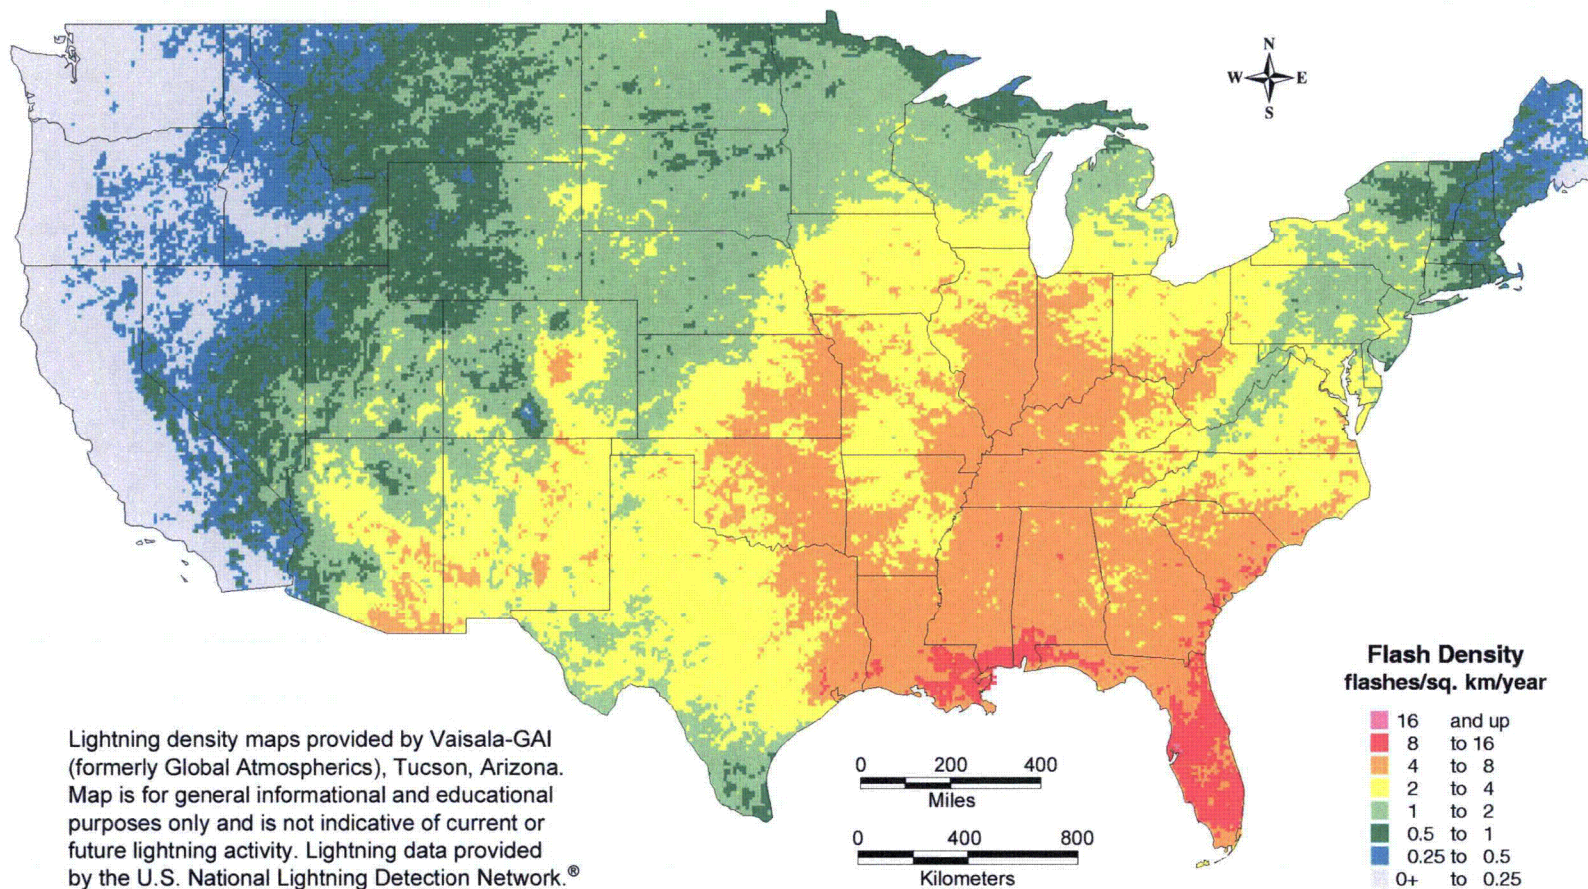 N
W E
S
Flash Density
flashes/sq. km/year
16 and up
8 to 16
4 to 8
2 to 4
1 to 2
0.5 to 1
0.25 to 0.5
0+ to 0.25
Lightning density maps provided by Vaisala-GAI
(formerly Global Atmospherics), Tucson, Arizona.
Map is for general informational and educational
purposes only and is not indicative of current or
future lightning activity. Lightning data provided
by the U.S. National Lightning Detection Network.®
0 200 400
Miles
0 400 800
Kilometers